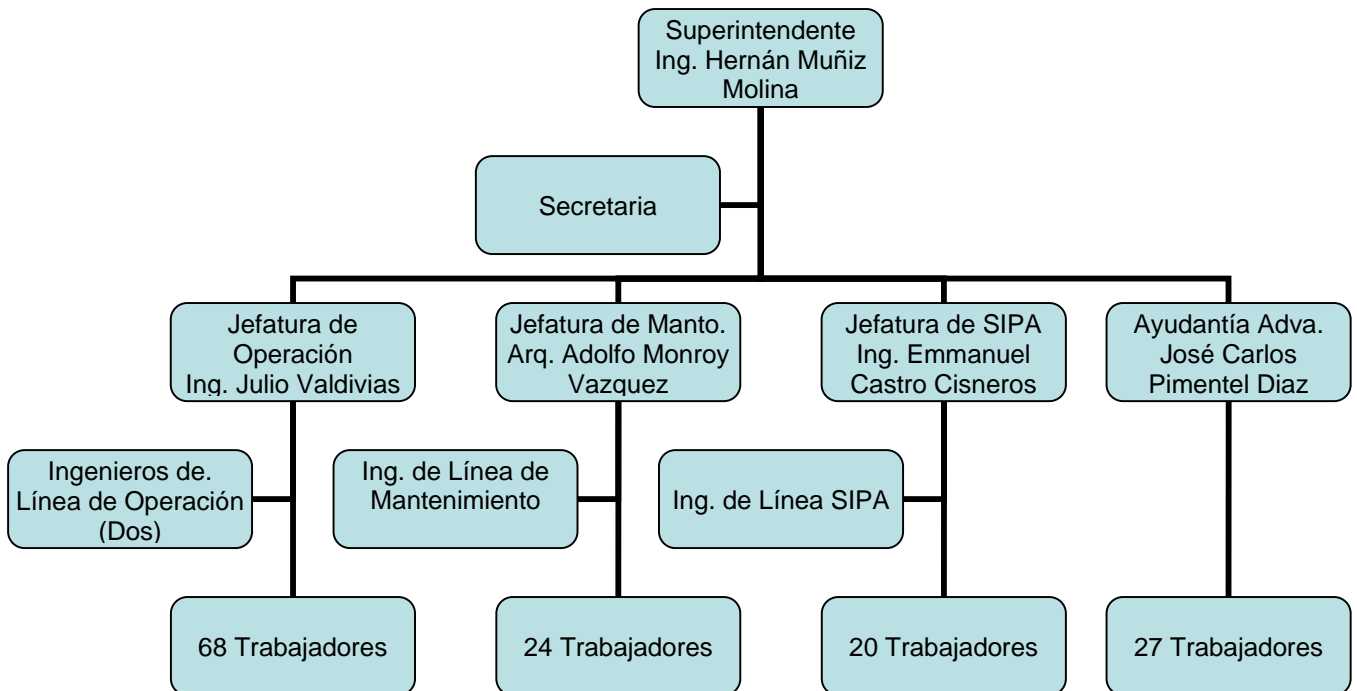 Superintendente
Ing. Hernán Muñiz
Molina
Secretaria
Jefatura de
Operación
Ing. Julio Valdivias
Jefatura de Manto.
Arq. Adolfo Monroy
Vazquez
Jefatura de SIPA
Ing. Emmanuel
Castro Cisneros
Ayudantía Adva.
José Carlos
Pimentel Diaz
Ingenieros de.
Línea de Operación
(Dos)
Ing. de Línea de
Mantenimiento
Ing. de Línea SIPA
68 Trabajadores
24 Trabajadores
20 Trabajadores
27 Trabajadores